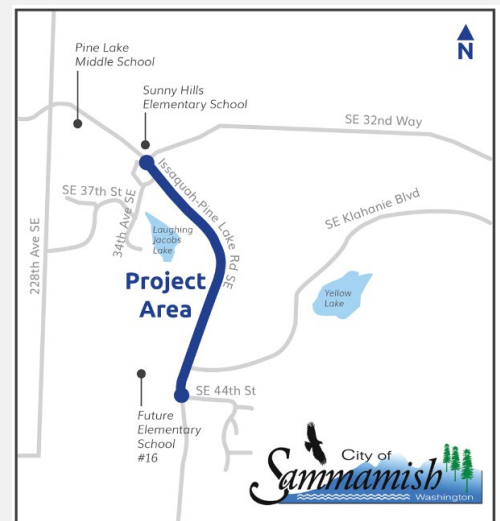 N
Pine Lake
Middle School
Sunny Hills
Elementary School
SE 32nd Way
Issaquah-Pine Lake Rd SE
SE 37th St
34th Ave SE
228th Ave SE
SE Klahanie Blvd
Laughing
Jacobs
Lake
Project
Area
Yellow
Lake
SE 44th St
Future
Elementary
School
#16
City of
Sammamish
Washington